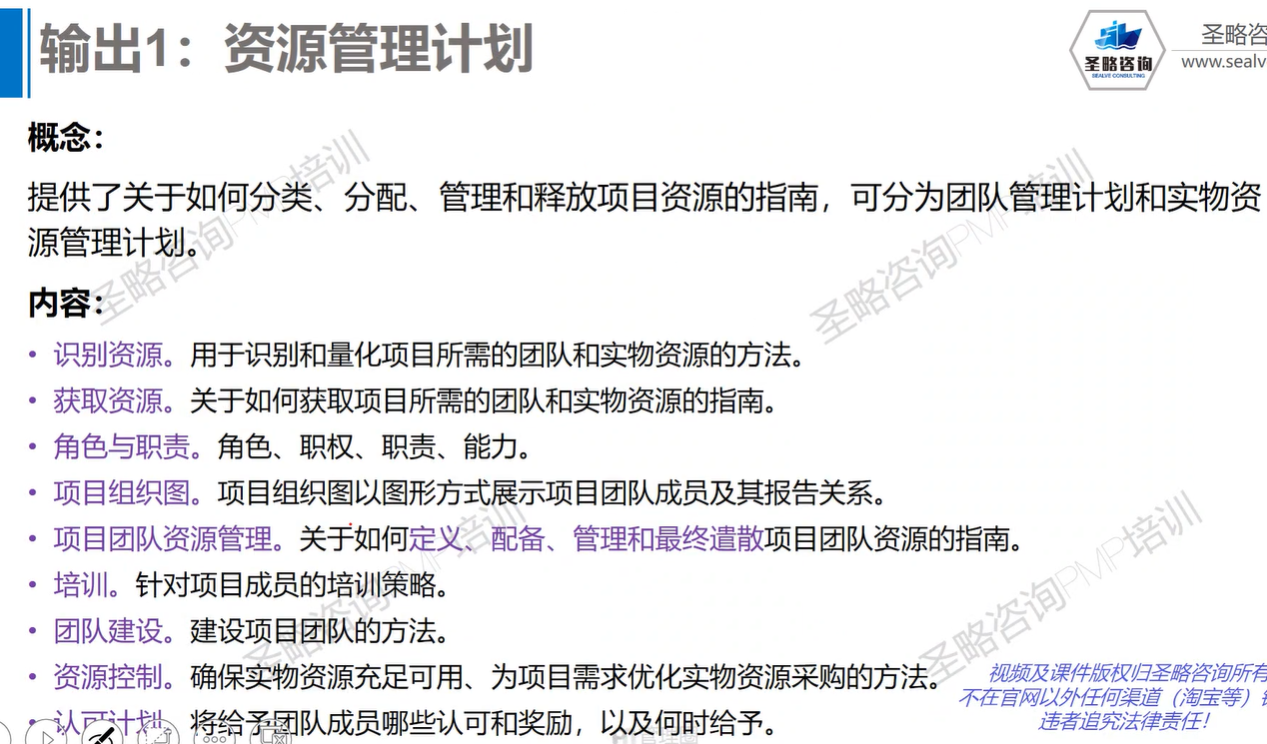 输出1：资源管理计划
圣略咨询
SEALVE CONSULTING
圣略咨
www.sealv
概念：
提供了关于如何分类、分配、管理和释放项目资源的指南，可分为团队管理计划和实物资
源管理计划。
内容：
• 识别资源。用于识别和量化项目所需的团队和实物资源的方法。
• 获取资源。关于如何获取项目所需的团队和实物资源的指南。
• 角色与职责。角色、职权、职责、能力。
• 项目组织图。项目组织图以图形方式展示项目团队成员及其报告关系。
• 项目团队资源管理。关于如何定义、配备、管理和最终遣散项目团队资源的指南。
• 培训。针对项目成员的培训策略。
• 团队建设。建设项目团队的方法。
• 资源控制。确保实物资源充足可用、为项目需求优化实物资源采购的方法。
• 认可计划。将给予团队成员哪些认可和奖励，以及何时给予。
视频及课件版权归圣略咨询所有
不在官网以外任何渠道（淘宝等）
违者追究法律责任！
圣略咨询PMP培训
圣略咨询PMP培训
圣略咨询PMP培训
圣略咨询PMP培训